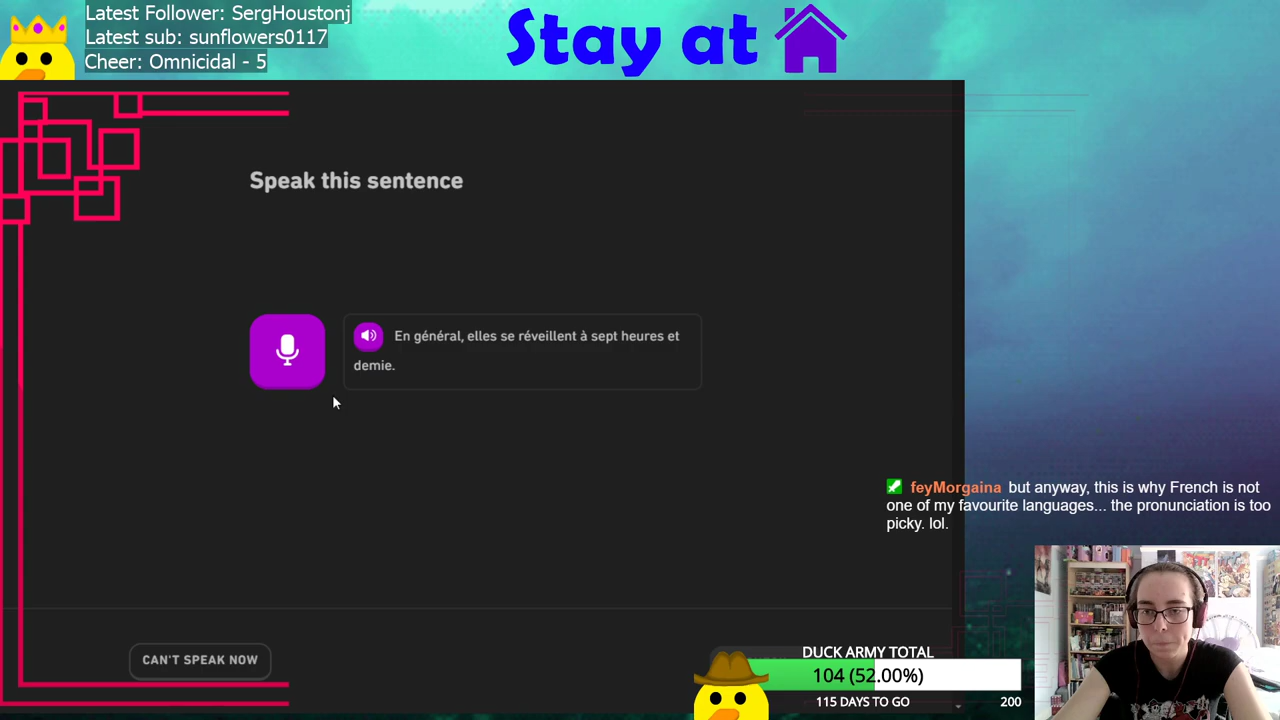 Latest Follower: SergHoustonj
Latest sub: sunflowers0117
Cheer: Omnicidal - 5
Stay at
Speak this sentence
En général, elles se réveillent à sept heures et
demie.
feyMorgaina but anyway, this is why French is not
one of my favourite languages... the pronunciation is too
picky. lol.
CAN'T SPEAK NOW
DUCK ARMY TOTAL
104 (52.00%)
115 DAYS TO GO
200